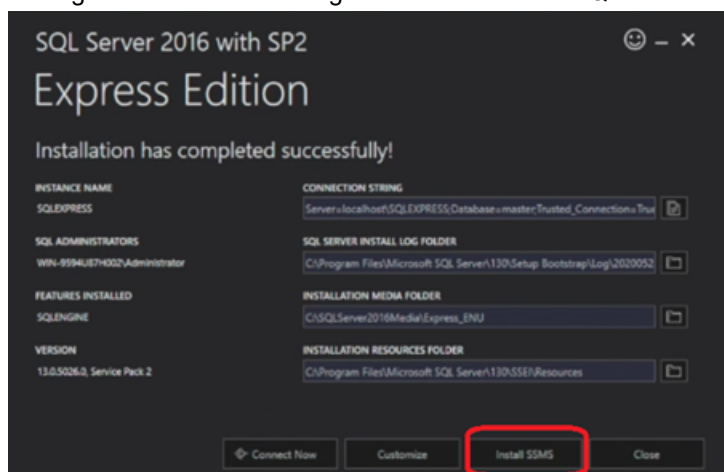 SQL Server 2016 with SP2
Express Edition
Installation has completed successfully!
INSTANCE NAME
SQLEXPRESS
CONNECTION STRING
Server=localhost\SQLEXPRESS;Database=master;Trusted_Connection=True
SQL ADMINISTRATORS
WIN-9594U87H002\Administrator
SQL SERVER INSTALL LOG FOLDER
C:\Program Files\Microsoft SQL Server\130\Setup Bootstrap\Log\2020052
FEATURES INSTALLED
SQLENGINE
INSTALLATION MEDIA FOLDER
C:\SQLServer2016Media\Express_ENU
VERSION
13.0.5026.0, Service Pack 2
INSTALLATION RESOURCES FOLDER
C:\Program Files\Microsoft SQL Server\130\SSEI\Resources
Connect Now
Customize
Install SSMS
Close